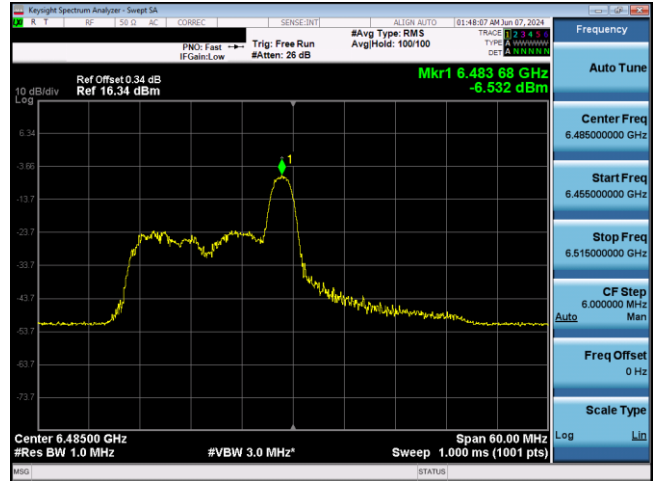 Keysight Spectrum Analyzer - Swept SA
LXI R T RF 50 Ω AC CORREC SENSE:INT ALIGN AUTO 01:48:07 AM Jun 07, 2024
#Avg Type: RMS TRACE 1 2 3 4 5 6
PNO: Fast Trig: Free Run Avg|Hold: 100/100 TYPE A WWWWW
IFGain:Low #Atten: 26 dB DET A N N N N N
Mkr1 6.483 68 GHz
-6.532 dBm
Ref Offset 0.34 dB
10 dB/div Ref 16.34 dBm
Log
6.34
-3.66
-13.7
-23.7
-33.7
-43.7
-53.7
-63.7
-73.7
1
Center 6.48500 GHz Span 60.00 MHz
#Res BW 1.0 MHz #VBW 3.0 MHz* Sweep 1.000 ms (1001 pts)
MSG STATUS
Frequency
Auto Tune
Center Freq
6.485000000 GHz
Start Freq
6.455000000 GHz
Stop Freq
6.515000000 GHz
CF Step
6.000000 MHz
Auto Man
Freq Offset
0 Hz
Scale Type
Log Lin